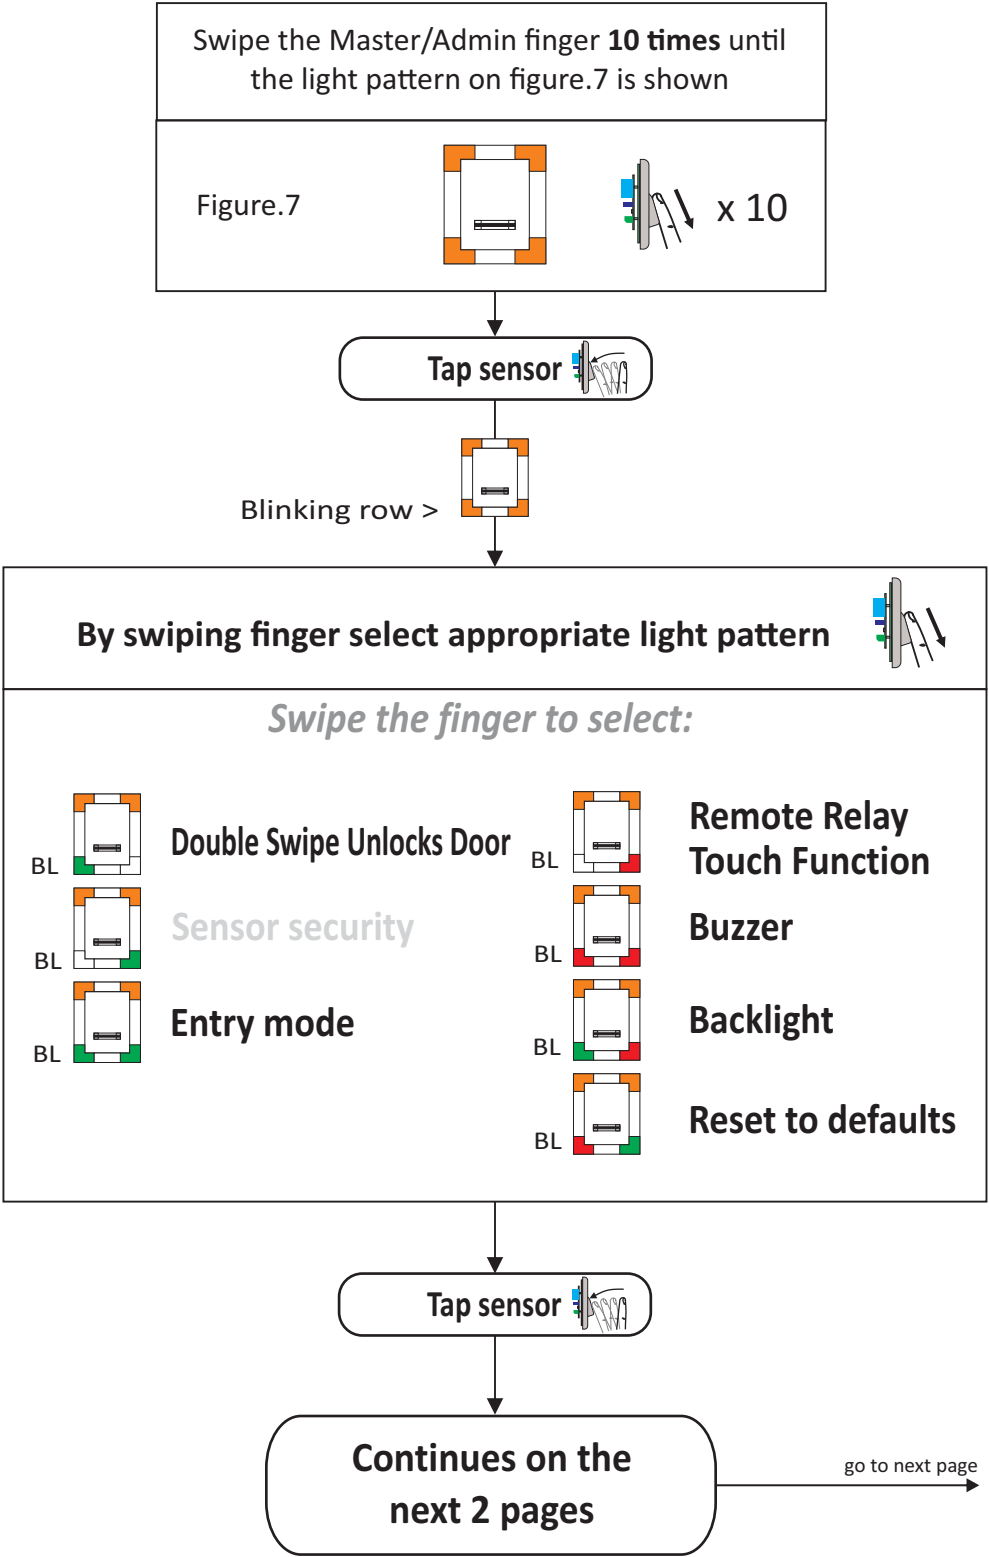 Swipe the Master/Admin finger 10 times until
the light pattern on figure.7 is shown
Figure.7
x 10
Tap sensor
Blinking row >
By swiping finger select appropriate light pattern
Swipe the finger to select:
BL
Double Swipe Unlocks Door
BL
Sensor security
BL
Entry mode
BL
Remote Relay
Touch Function
BL
Buzzer
BL
Backlight
BL
Reset to defaults
Tap sensor
Continues on the
next 2 pages
go to next page